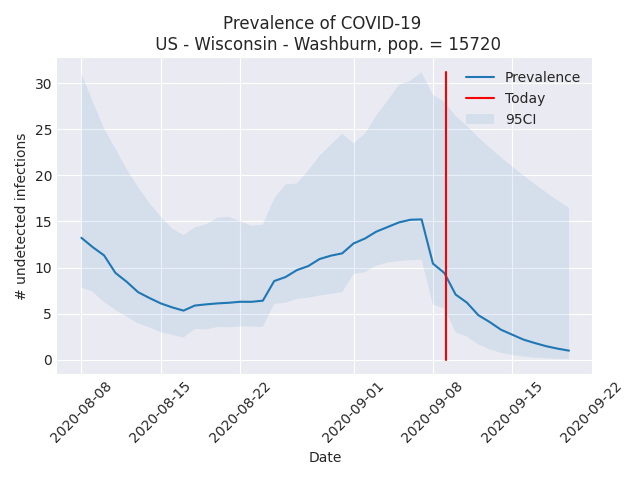 Prevalence of COVID-19
US - Wisconsin - Washburn, pop. = 15720
# undetected infections
30
25
20
15
10
5
0
Prevalence
Today
95CI
2020-08-08
2020-08-15
2020-08-22
2020-09-01
2020-09-08
2020-09-15
2020-09-22
Date